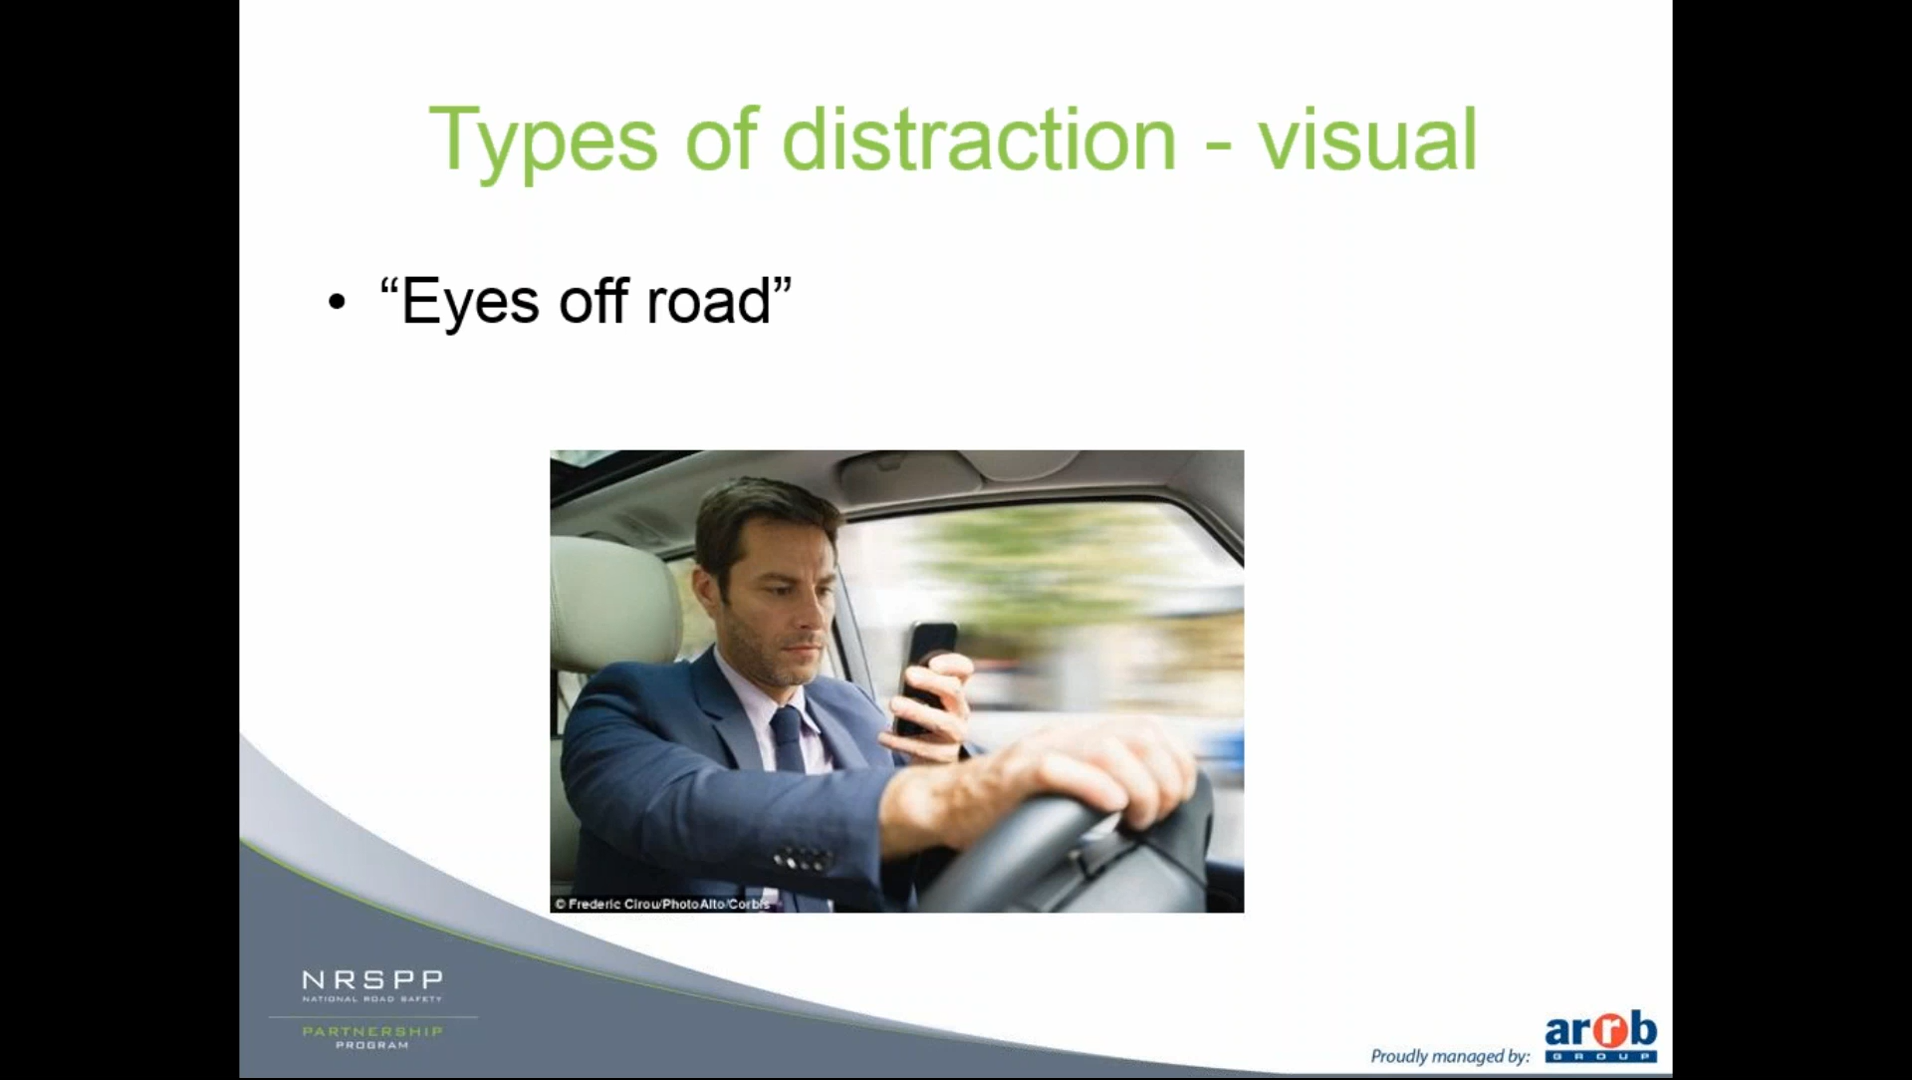 Types of distraction - visual
• “Eyes off road”
© Frederic Cirou/PhotoAlto/Corbis
NRSPP
NATIONAL ROAD SAFETY
PARTNERSHIP
PROGRAM
Proudly managed by:
arrb
GROUP